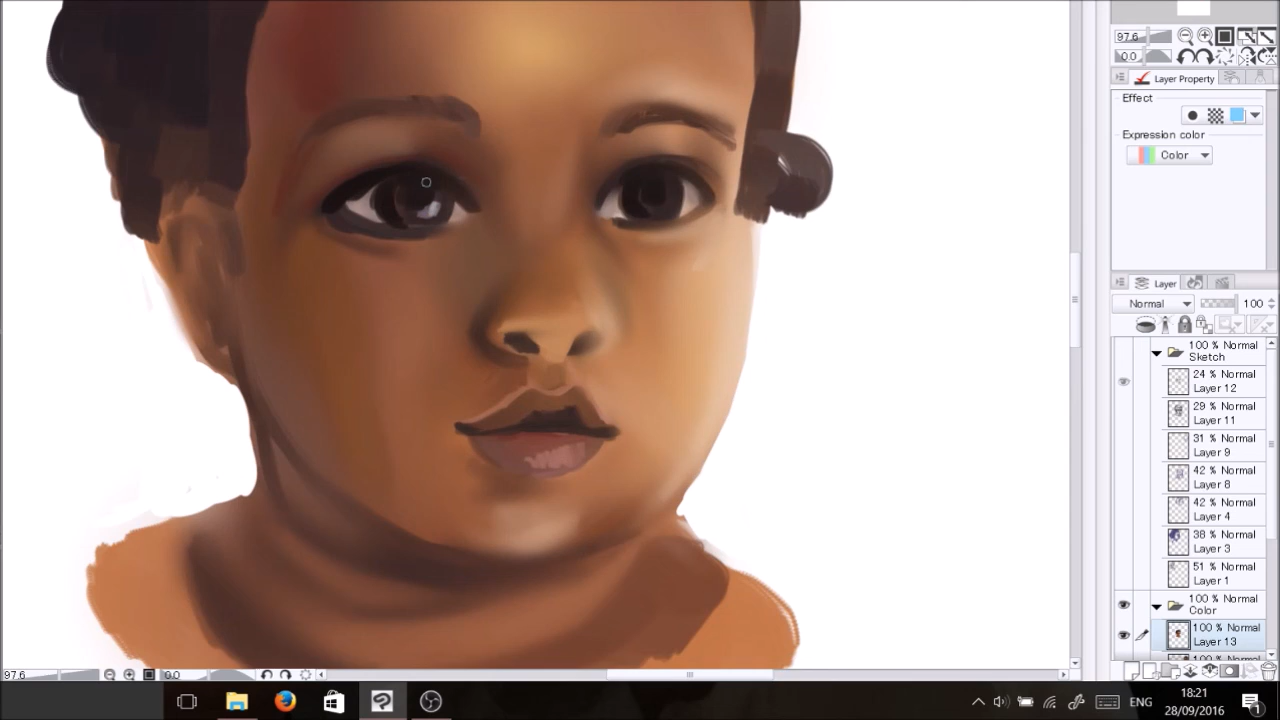 97.6
0.0
Layer Property
Effect
Expression color
Color
Layer
Normal
100
100 % Normal
Sketch
24 % Normal
Layer 12
29 % Normal
Layer 11
31 % Normal
Layer 9
42 % Normal
Layer 8
42 % Normal
Layer 4
38 % Normal
Layer 3
51 % Normal
Layer 1
100 % Normal
Color
100 % Normal
Layer 13
100 % Normal
97.6
0.0
ENG
18:21
28/09/2016
1